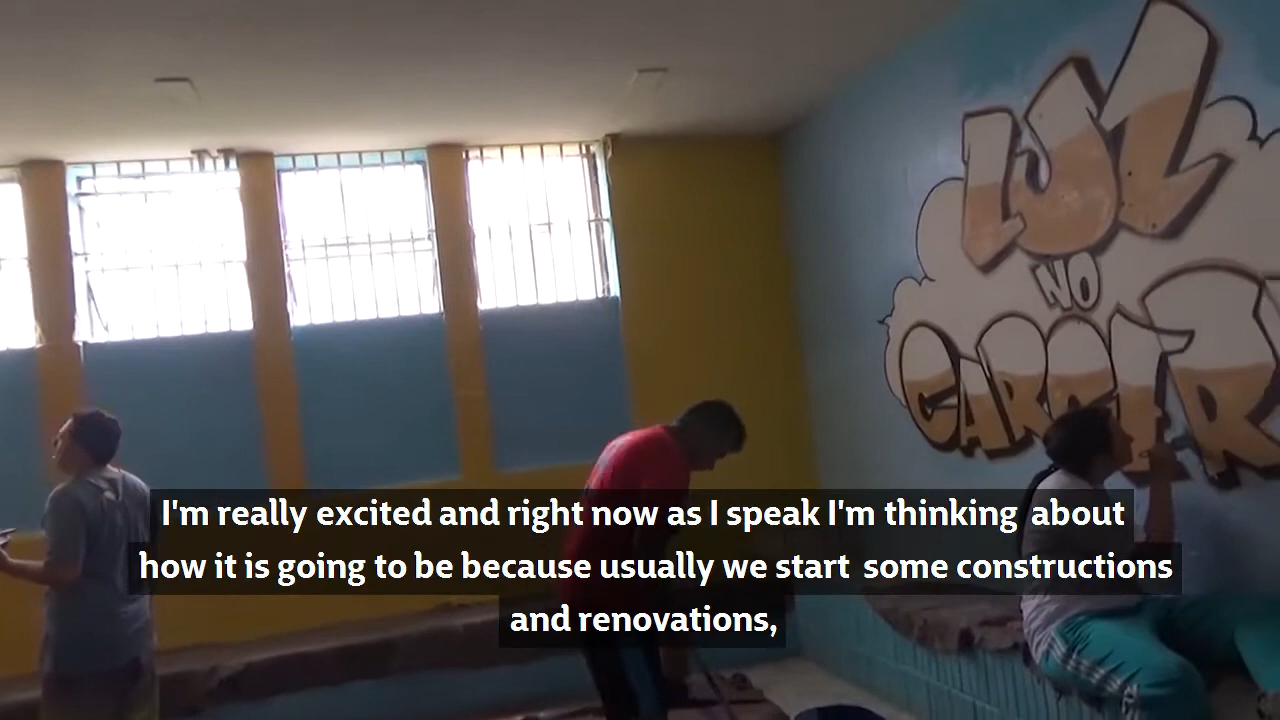 LUZ
NO
I'm really excited and right now as I speak I'm thinking about
how it is going to be because usually we start some constructions
and renovations,